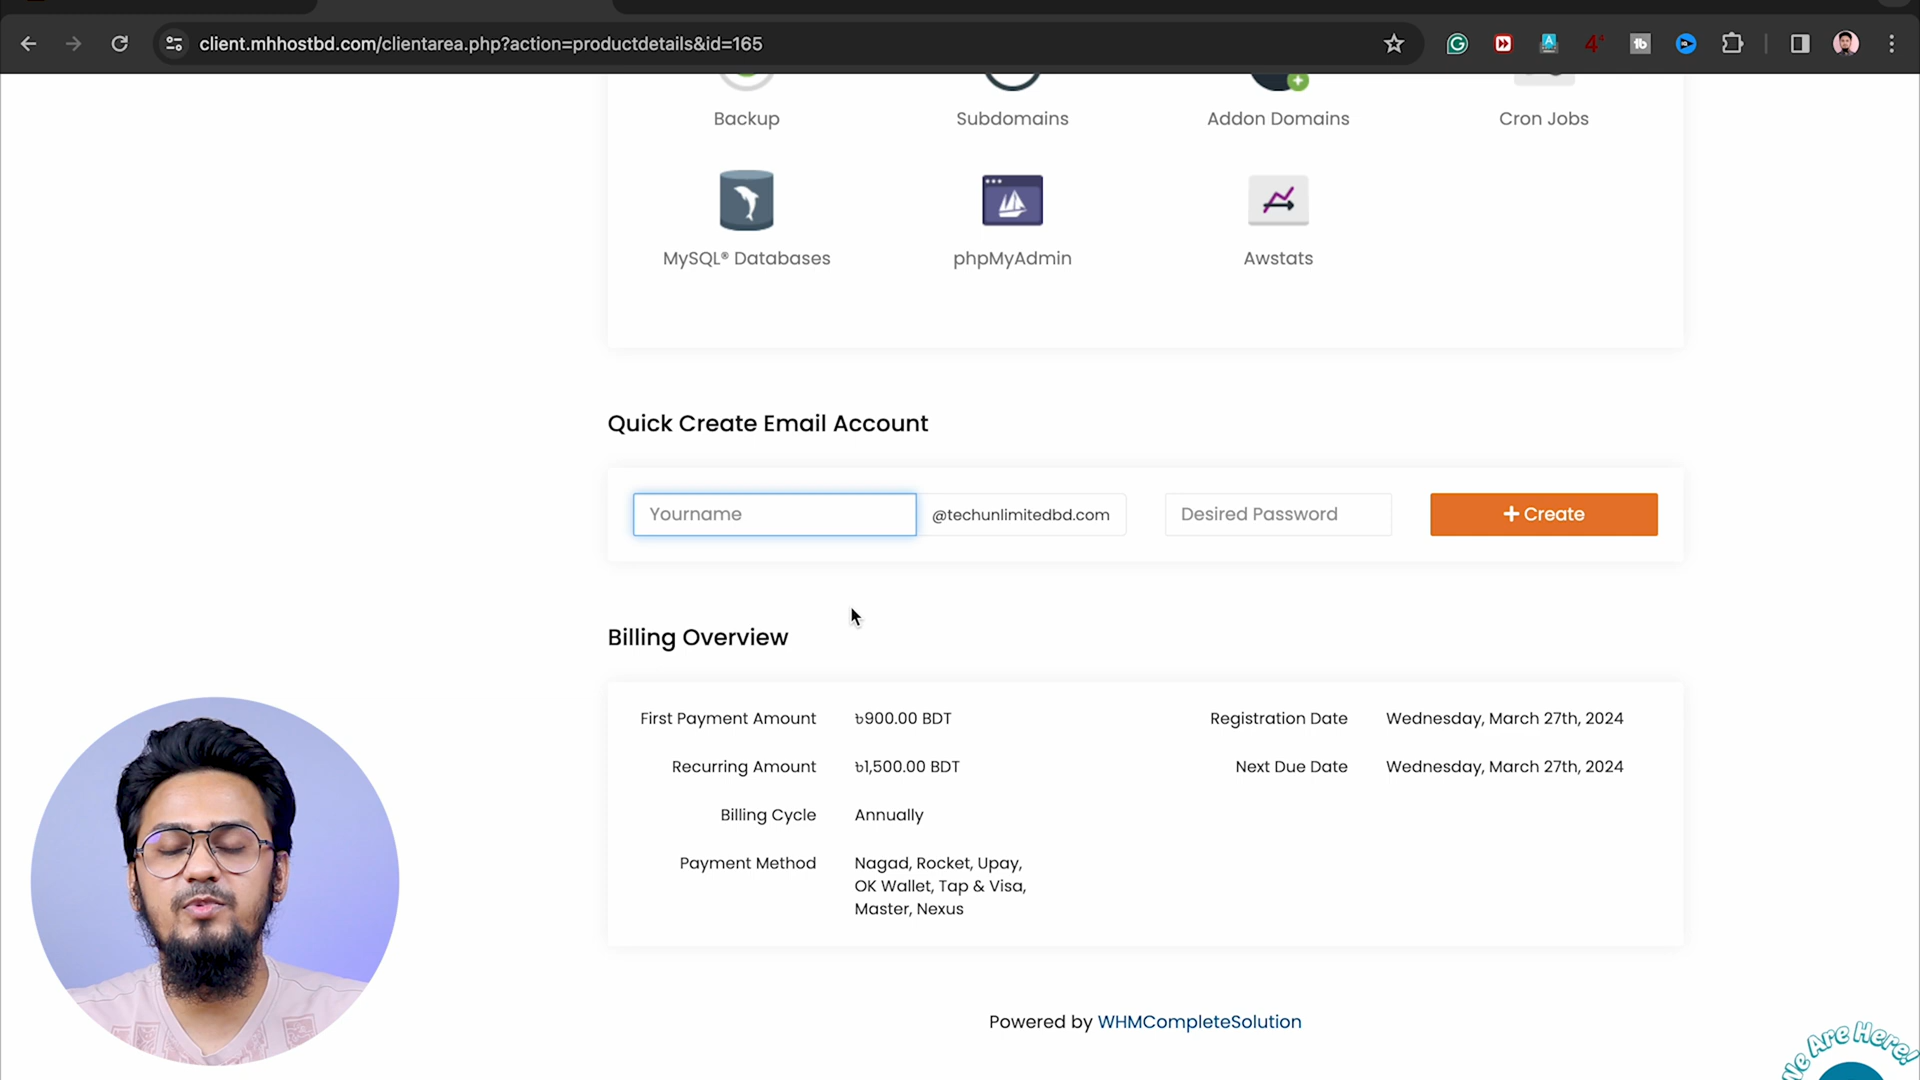 client.mhhostbd.com/clientarea.php?action=productdetails&id=165
Backup
Subdomains
Addon Domains
Cron Jobs
MySQL® Databases
phpMyAdmin
Awstats
Quick Create Email Account
Yourname
@techunlimitedbd.com
Desired Password
+ Create
Billing Overview
First Payment Amount ৳900.00 BDT
Registration Date Wednesday, March 27th, 2024
Recurring Amount ৳1,500.00 BDT
Next Due Date Wednesday, March 27th, 2024
Billing Cycle Annually
Payment Method Nagad, Rocket, Upay,
OK Wallet, Tap & Visa,
Master, Nexus
Powered by WHMCompleteSolution
We Are Here!